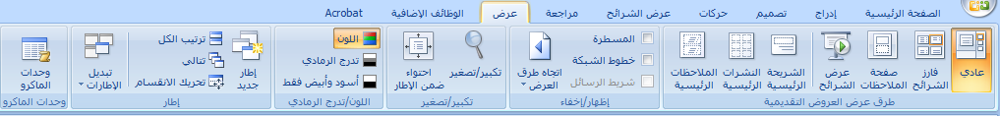 الصفحة الرئيسية إدراج تصميم حركات عرض الشرائح مراجعة عرض الوظائف الإضافية Acrobat
عادي
فارز الشرائح
صفحة الملاحظات
عرض الشرائح
الشريحة الرئيسية
النشرات الرئيسية
الملاحظات الرئيسية
طرق عرض العروض التقديمية
المسطرة
خطوط الشبكة
شريط الرسائل
اتجاه طرق العرض
إظهار/إخفاء
تكبير/تصغير
احتواء ضمن الإطار
تكبير/تصغير
اللون
تدرج الرمادي
أسود وأبيض فقط
اللون/تدرج الرمادي
إطار جديد
ترتيب الكل
تتالي
تحريك الانقسام
تبديل الإطارات
إطار
وحدات الماكرو
وحدات الماكرو